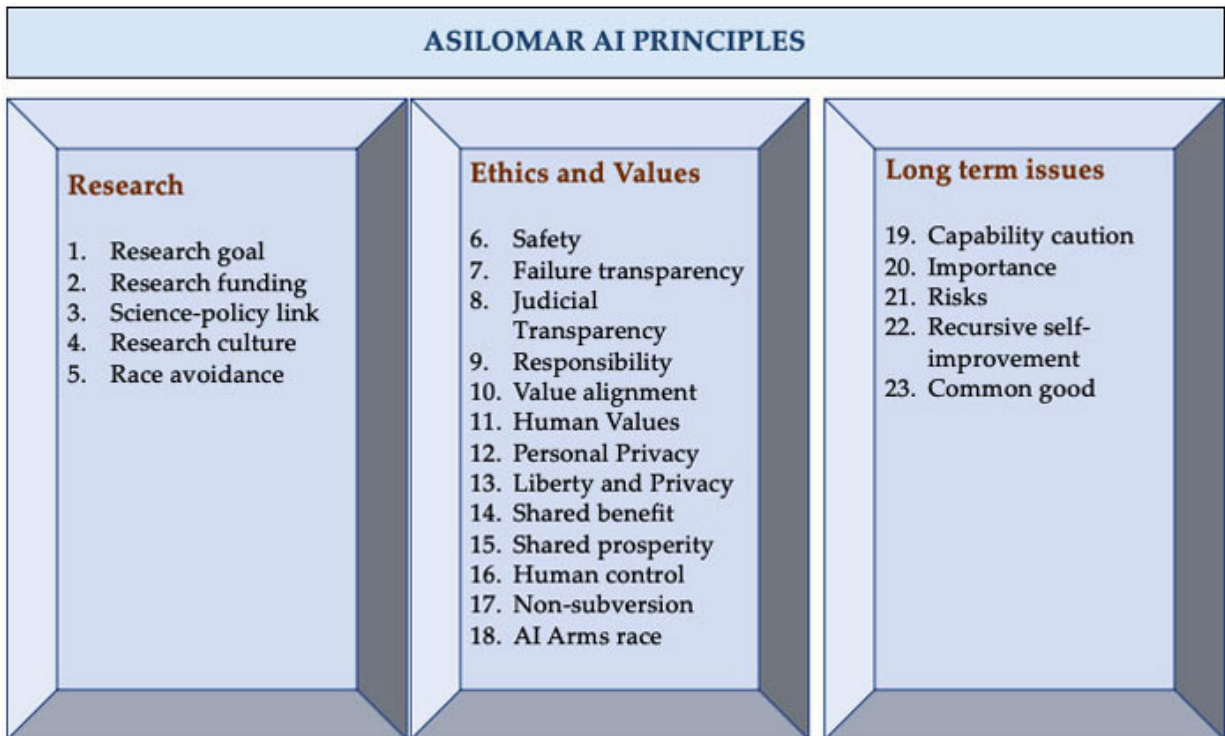 ASILOMAR AI PRINCIPLES
Research
1. Research goal
2. Research funding
3. Science-policy link
4. Research culture
5. Race avoidance
Ethics and Values
6. Safety
7. Failure transparency
8. Judicial
Transparency
9. Responsibility
10. Value alignment
11. Human Values
12. Personal Privacy
13. Liberty and Privacy
14. Shared benefit
15. Shared prosperity
16. Human control
17. Non-subversion
18. AI Arms race
Long term issues
19. Capability caution
20. Importance
21. Risks
22. Recursive self-
improvement
23. Common good